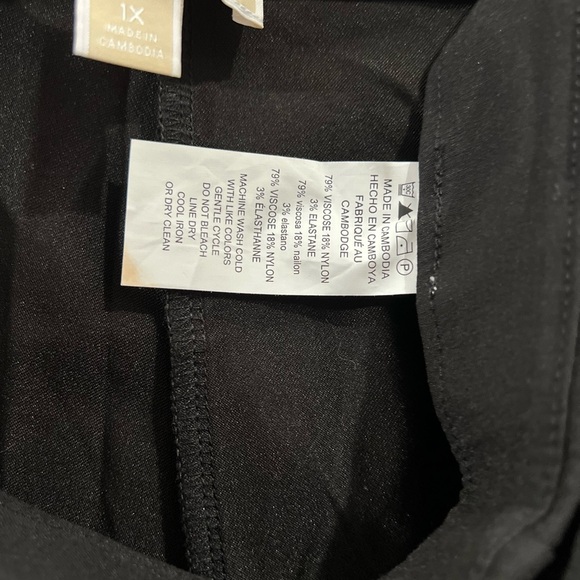 1X
MADE IN
CAMBODIA
MADE IN CAMBODIA
HECHO EN CAMBOYA
FABRIQUÉ AU
CAMBODGE
79% VISCOSE 18% NYLON
3% ELASTANE
79% viscosa 18% nailon
3% elastano
79% VISCOSE 18% NYLON
3% ÉLASTHANNE
MACHINE WASH COLD
WITH LIKE COLORS
GENTLE CYCLE
DO NOT BLEACH
LINE DRY
COOL IRON
OR DRY CLEAN